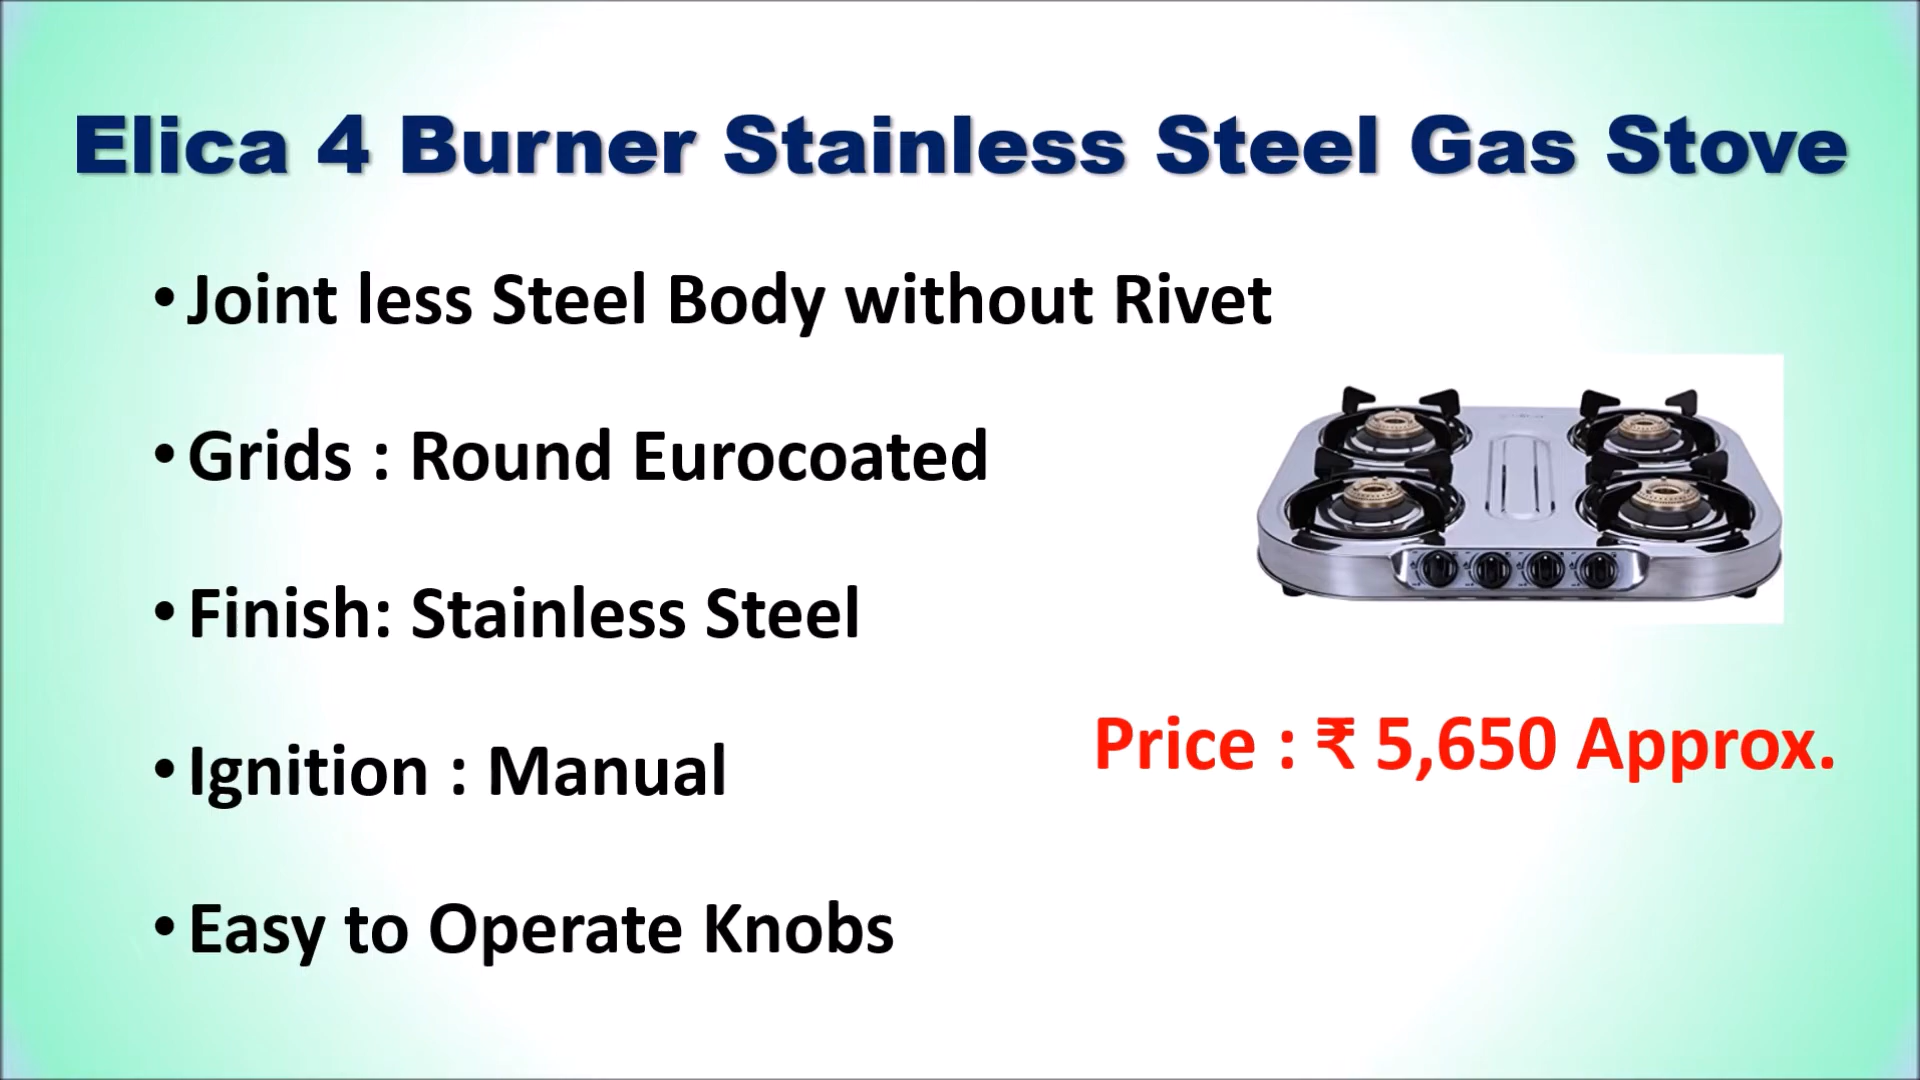 Elica 4 Burner Stainless Steel Gas Stove
• Joint less Steel Body without Rivet
• Grids : Round Eurocoated
• Finish: Stainless Steel
• Ignition : Manual
• Easy to Operate Knobs
Price : ₹ 5,650 Approx.